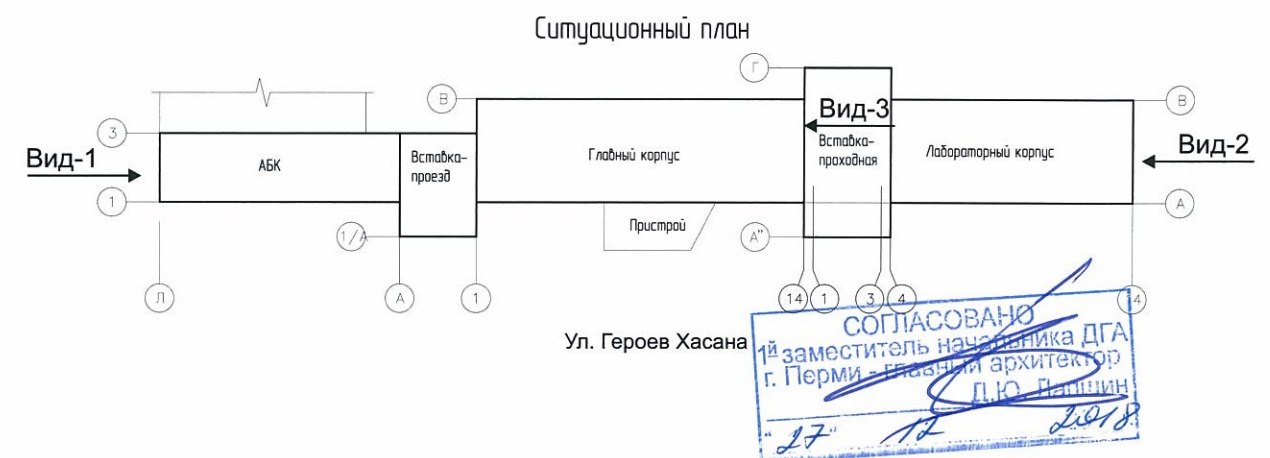 Ситуационный план
Г
В
В
3
Вид-1
АБК
Вставка-
проезд
Главный корпус
Вид-3
Вставка-
проходная
Лабораторный корпус
Вид-2
1
А
Пристрой
1/А
А"
Л
А
1
14
1
3
4
4
Ул. Героев Хасана
СОГЛАСОВАНО
1й заместитель начальника ДГА
г. Перми - главный архитектор
Д.Ю. Лапшин
"27" 12 2018